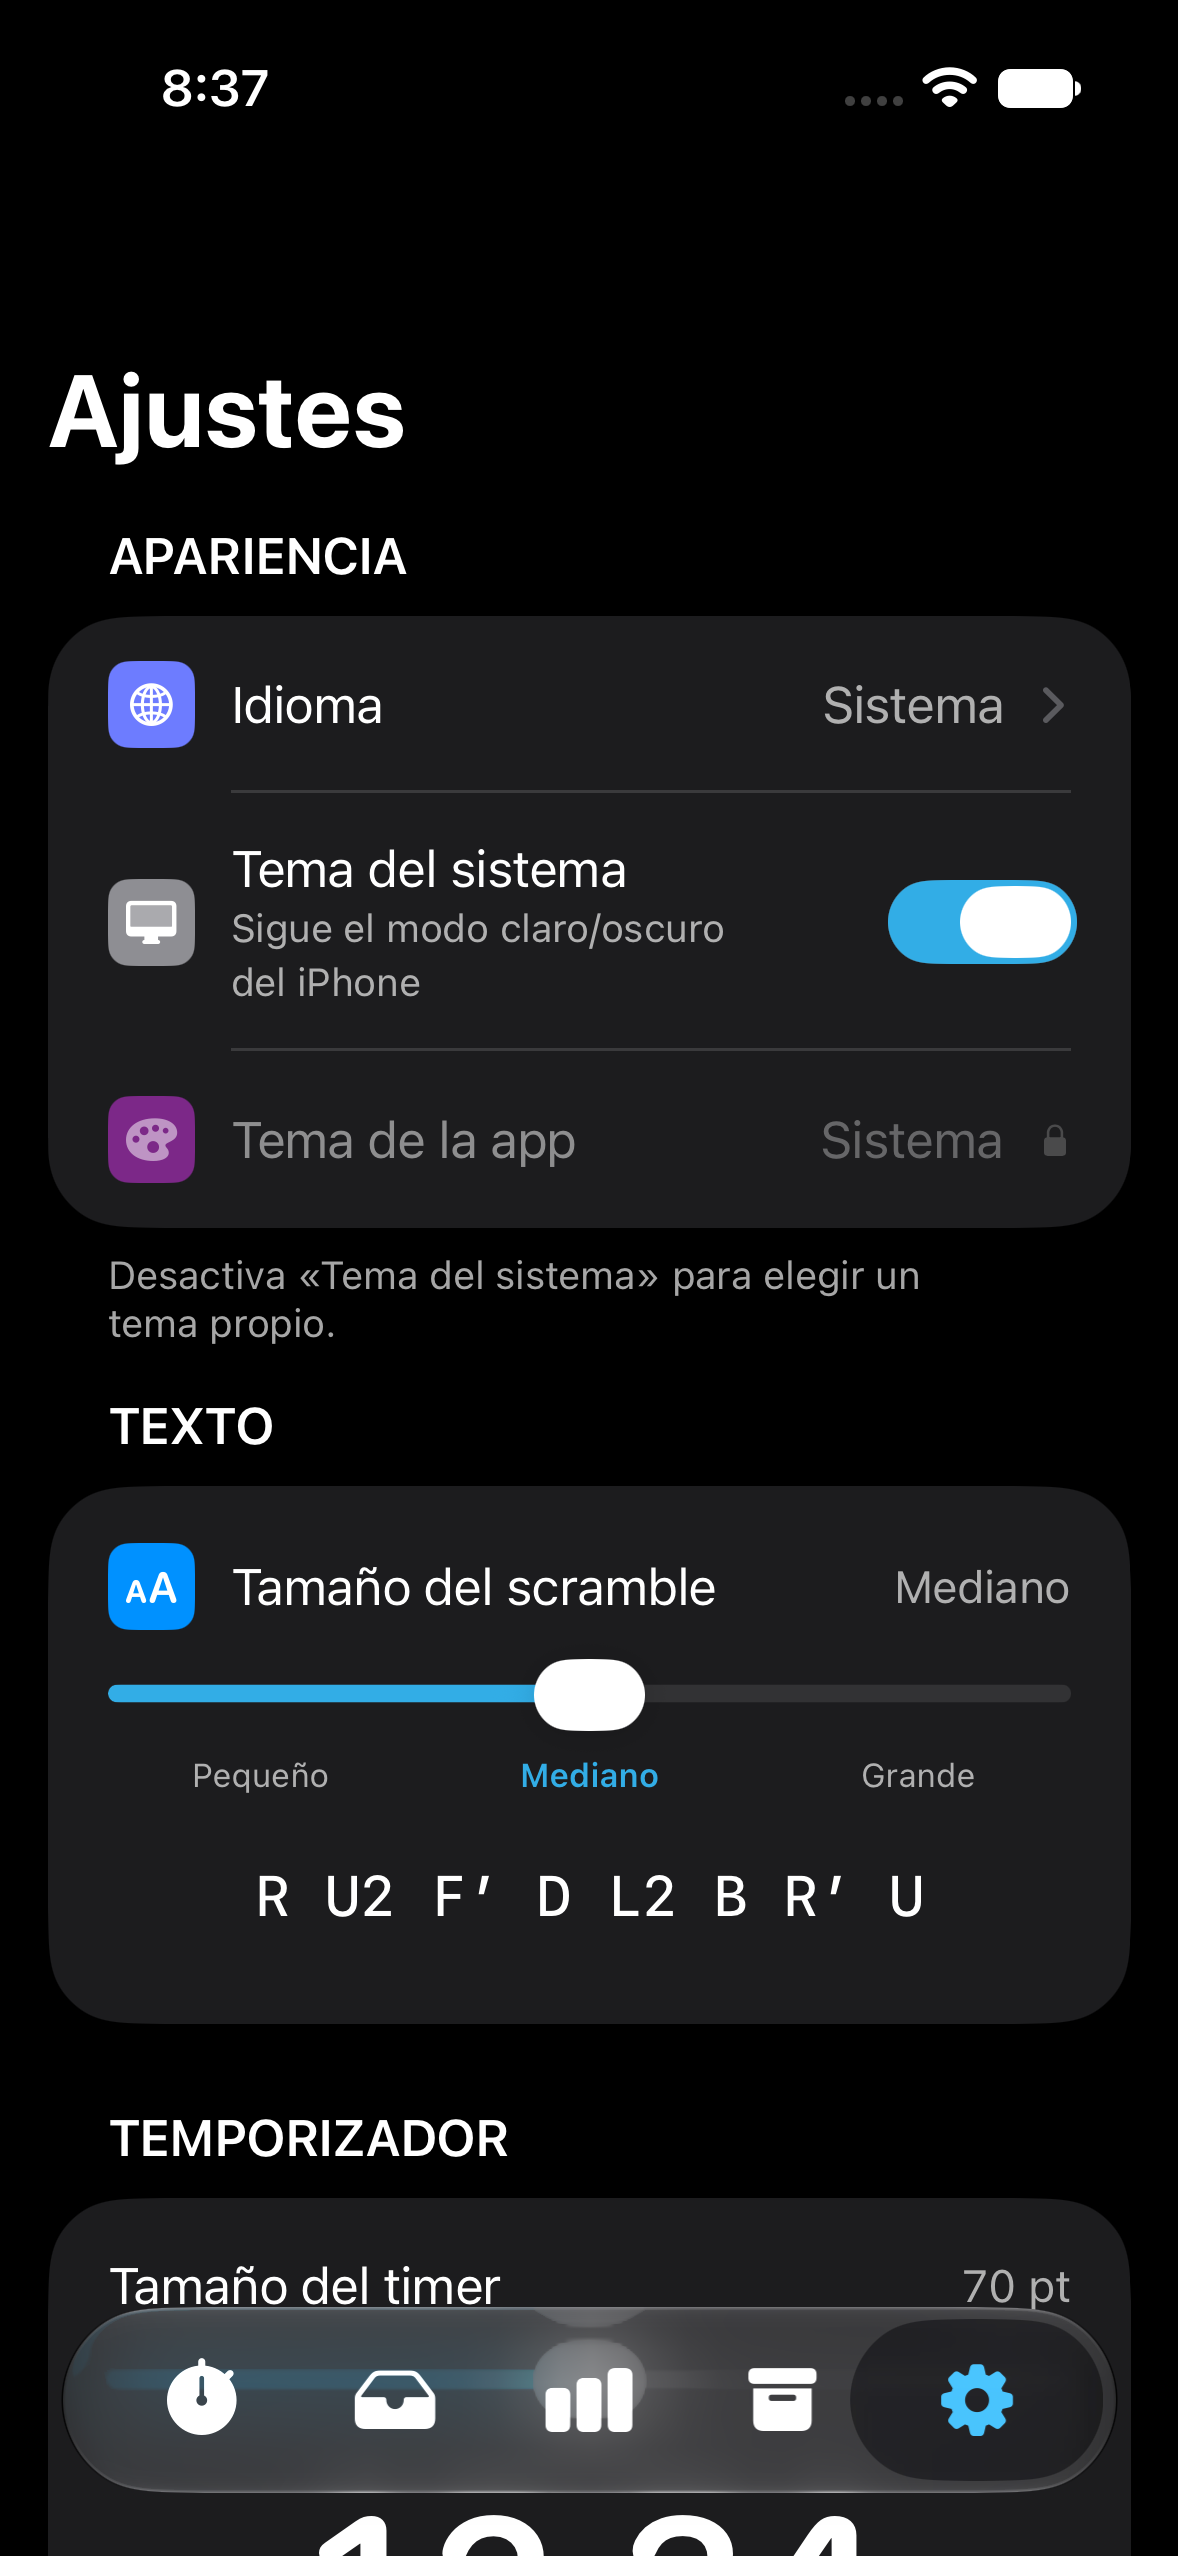 8:37
Ajustes
APARIENCIA
Idioma Sistema
Tema del sistema
Sigue el modo claro/oscuro
del iPhone
Tema de la app Sistema
Desactiva «Tema del sistema» para elegir un
tema propio.
TEXTO
AA Tamaño del scramble Mediano
Pequeño Mediano Grande
R U2 F′ D L2 B R′ U
TEMPORIZADOR
Tamaño del timer 70 pt